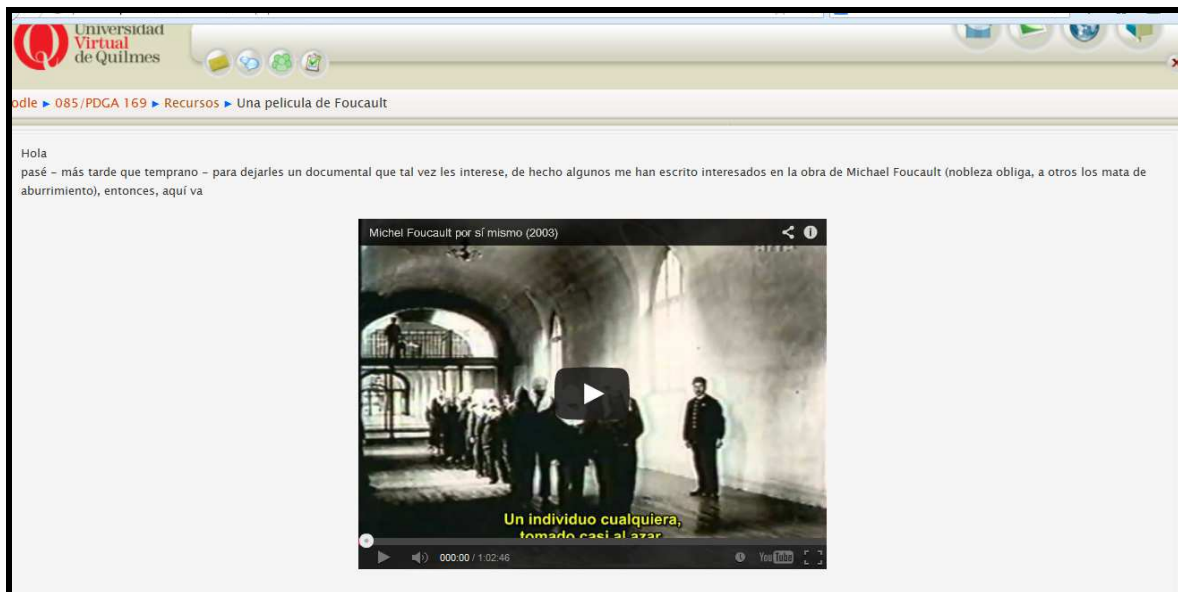 Universidad
Virtual
de Quilmes
odle ► 085/PDGA 169 ► Recursos ► Una pelicula de Foucault
Hola
pasé – más tarde que temprano – para dejarles un documental que tal vez les interese, de hecho algunos me han escrito interesados en la obra de Michael Foucault (nobleza obliga, a otros los mata de
aburrimiento), entonces, aquí va
Michel Foucault por sí mismo (2003)
Un individuo cualquiera,
tomado casi al azar
000:00 / 1:02:46
YouTube